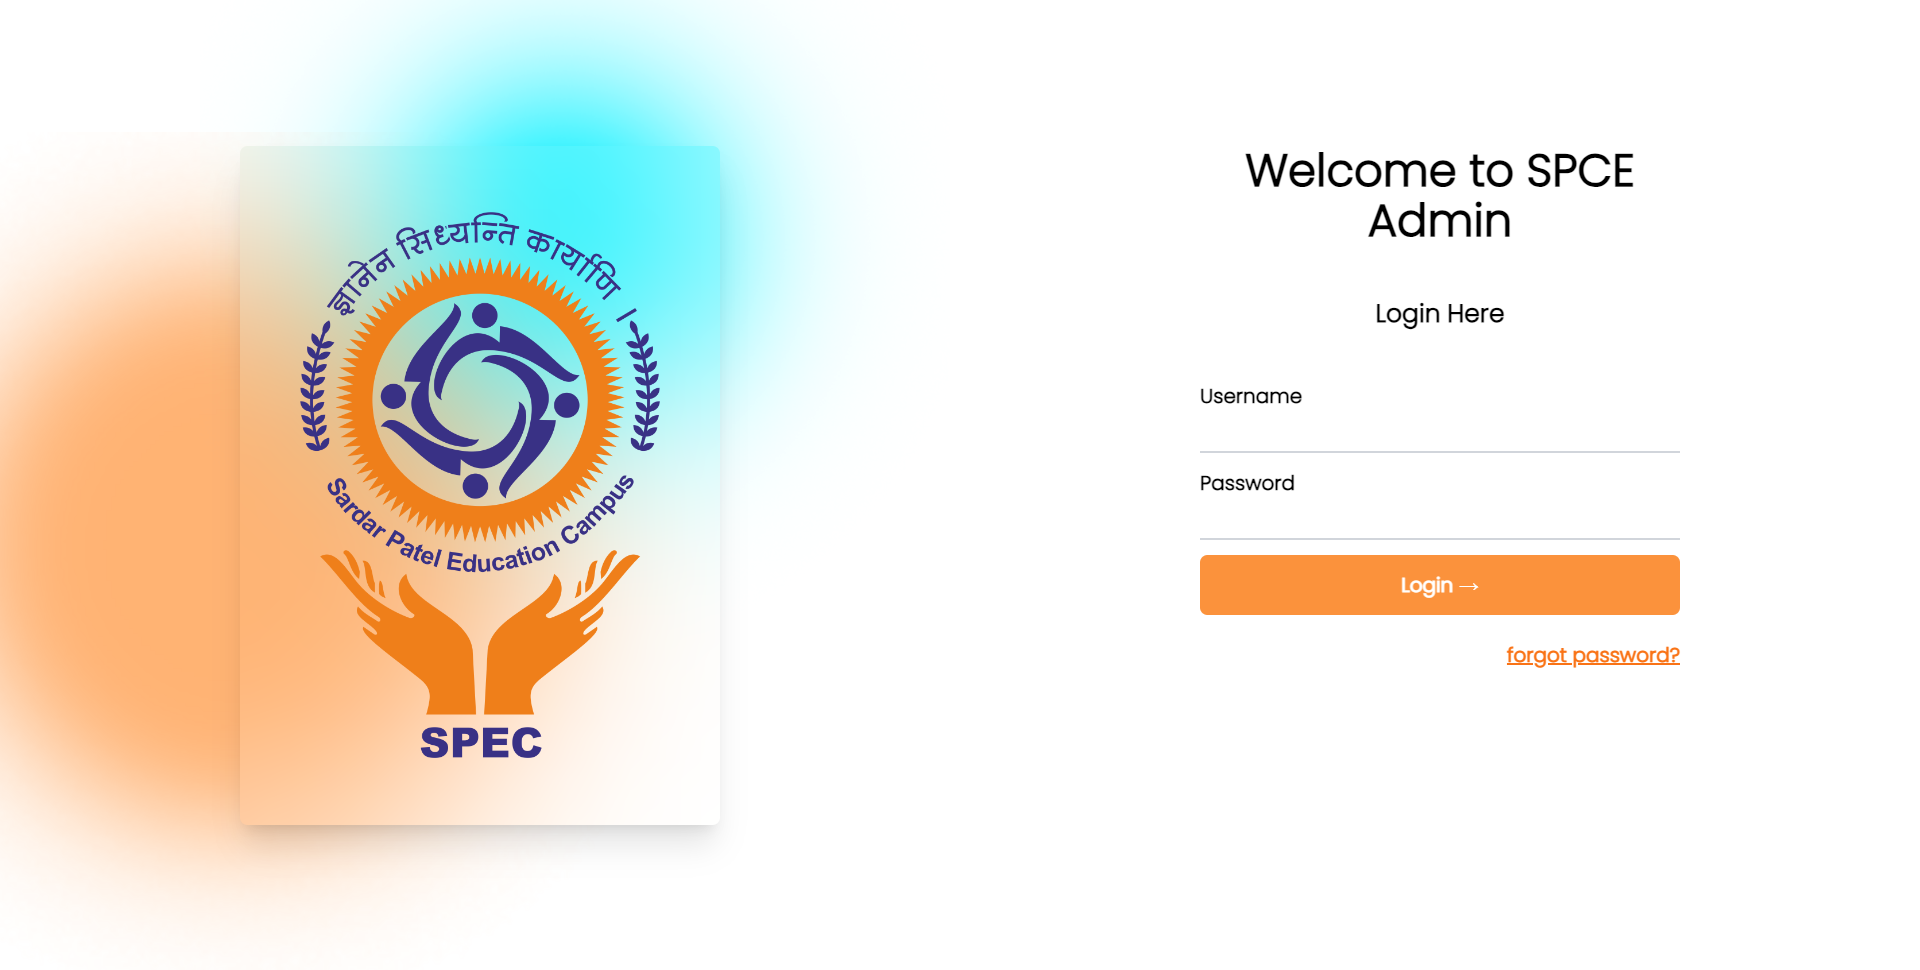 ज्ञानेन सिध्यन्ति कार्याणि ।
Sardar Patel Education Campus
SPEC
Welcome to SPCE
Admin
Login Here
Username
Password
Login →
forgot password?